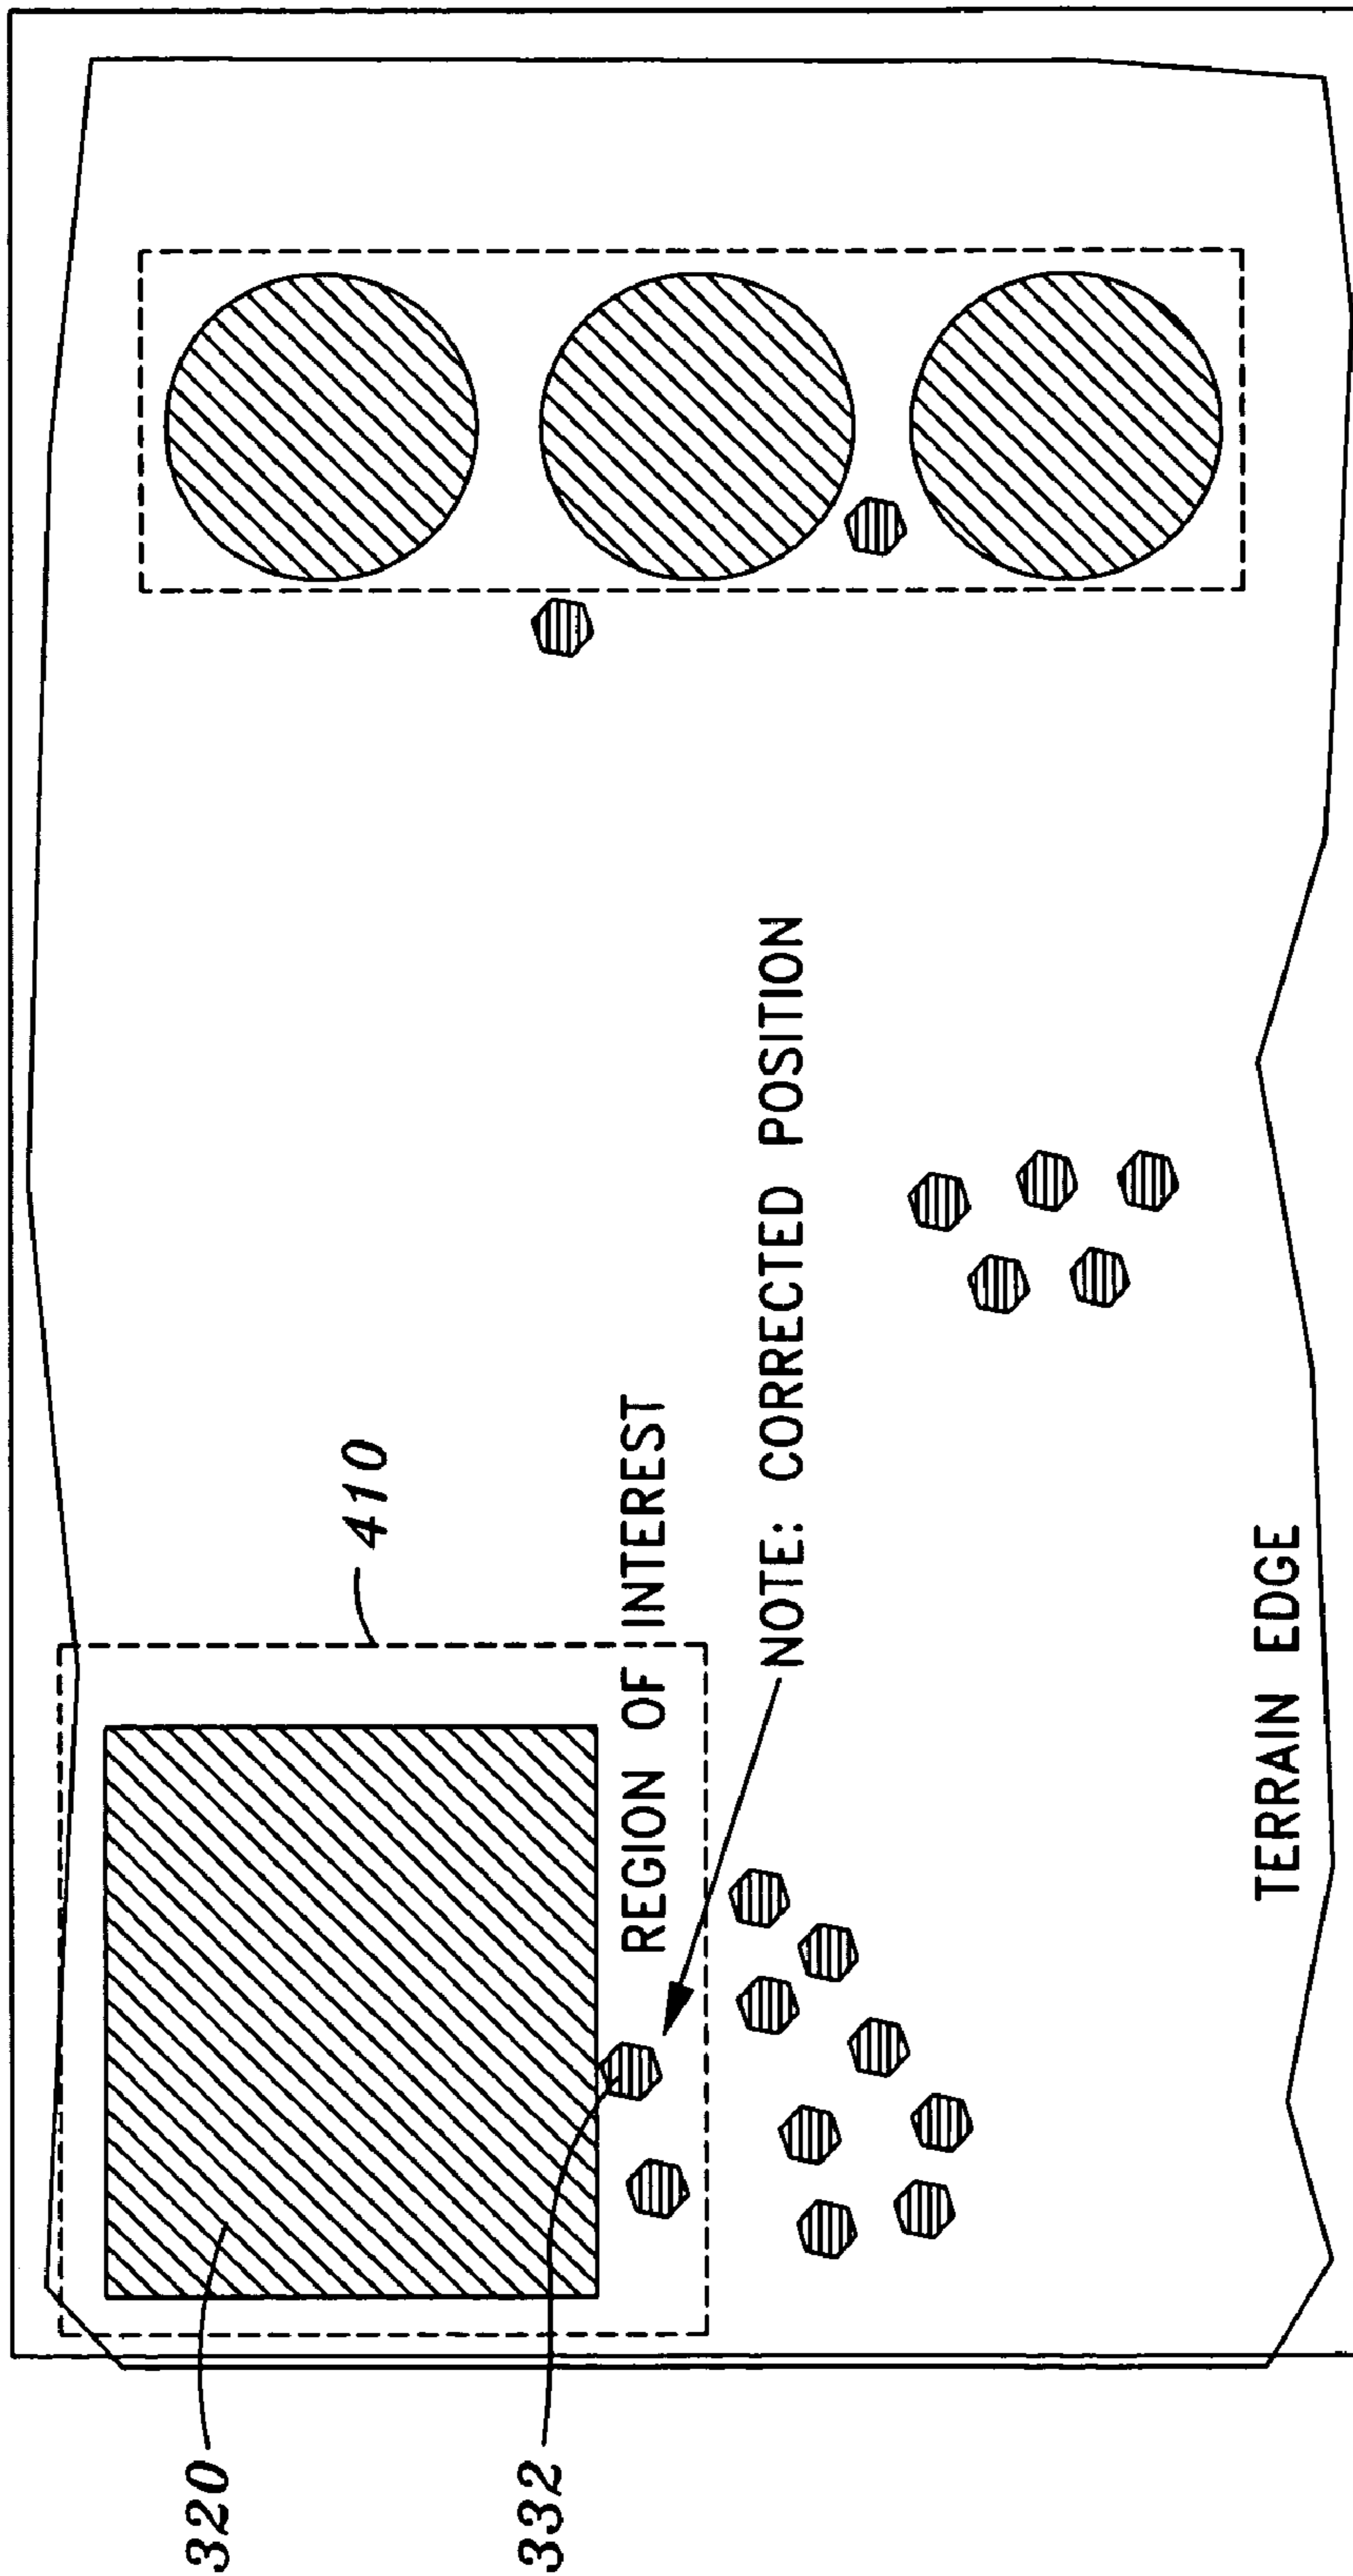 320
332
410
REGION OF INTEREST
NOTE: CORRECTED POSITION
TERRAIN EDGE